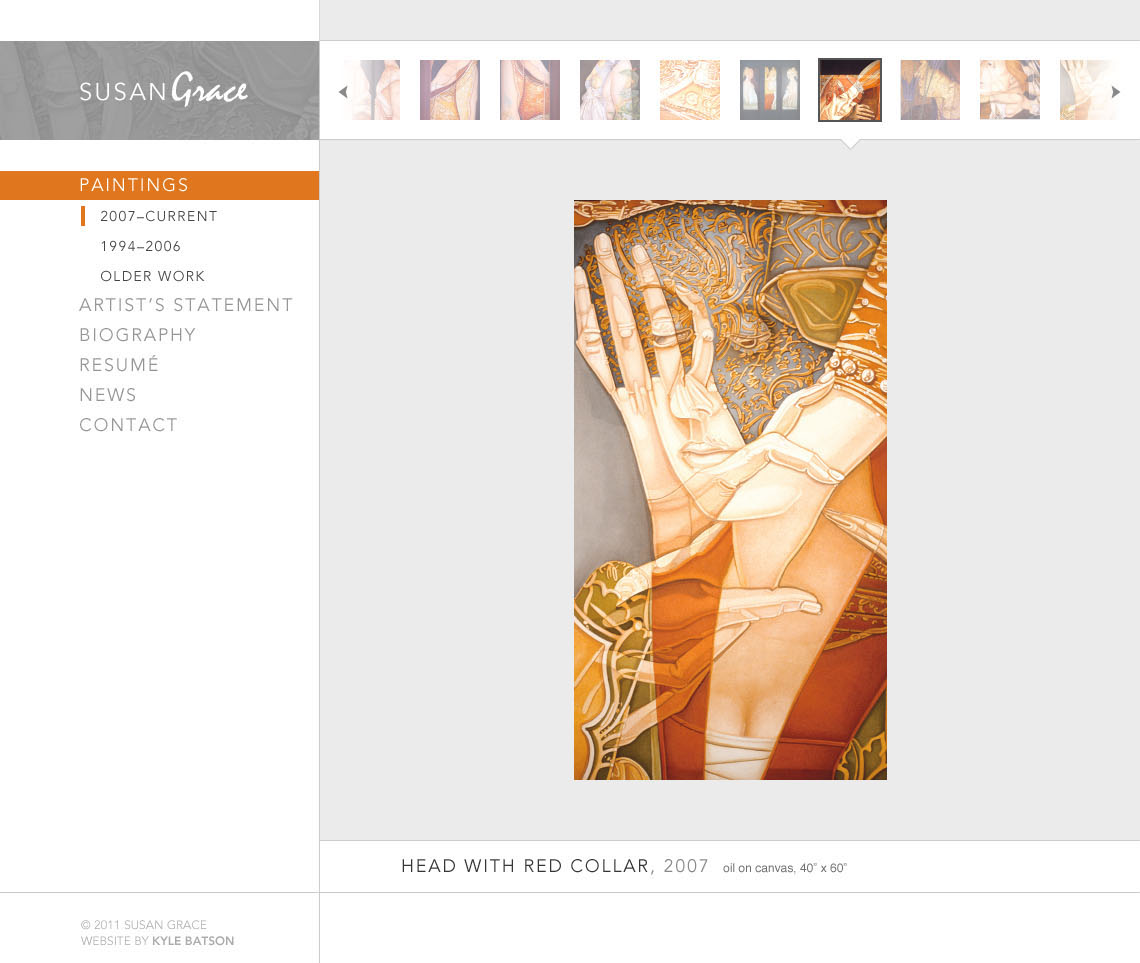 SUSAN Grace
PAINTINGS
2007–CURRENT
1994–2006
OLDER WORK
ARTIST’S STATEMENT
BIOGRAPHY
RESUMÉ
NEWS
CONTACT
HEAD WITH RED COLLAR, 2007 oil on canvas, 40” x 60”
© 2011 SUSAN GRACE
WEBSITE BY KYLE BATSON